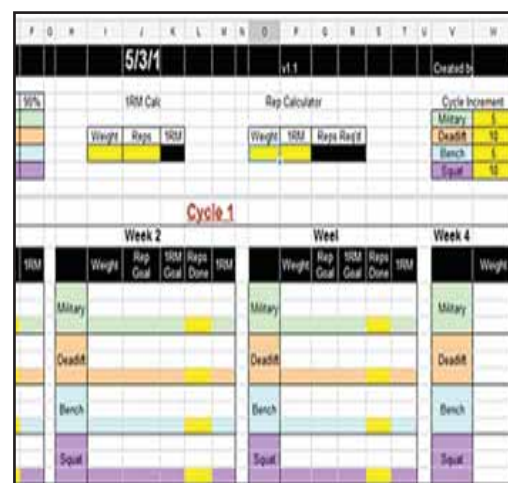 F G H I J K L M N O P Q R S T U V W
5/3/1 v1.1 Created by
90% 1RM Calc Rep Calculator Cycle Increment
Military 5
Weight Reps 1RM Weight 1RM Reps Req'd Deadlift 10
Bench 5
Squat 10
Cycle 1
Week 2 Week Week 4
1RM Weight Rep Goal 1RM Goal Reps Done 1RM Weight Rep Goal 1RM Goal Reps Done 1RM Weight
Military Military Military
Deadlift Deadlift Deadlift
Bench Bench Bench
Squat Squat Squat